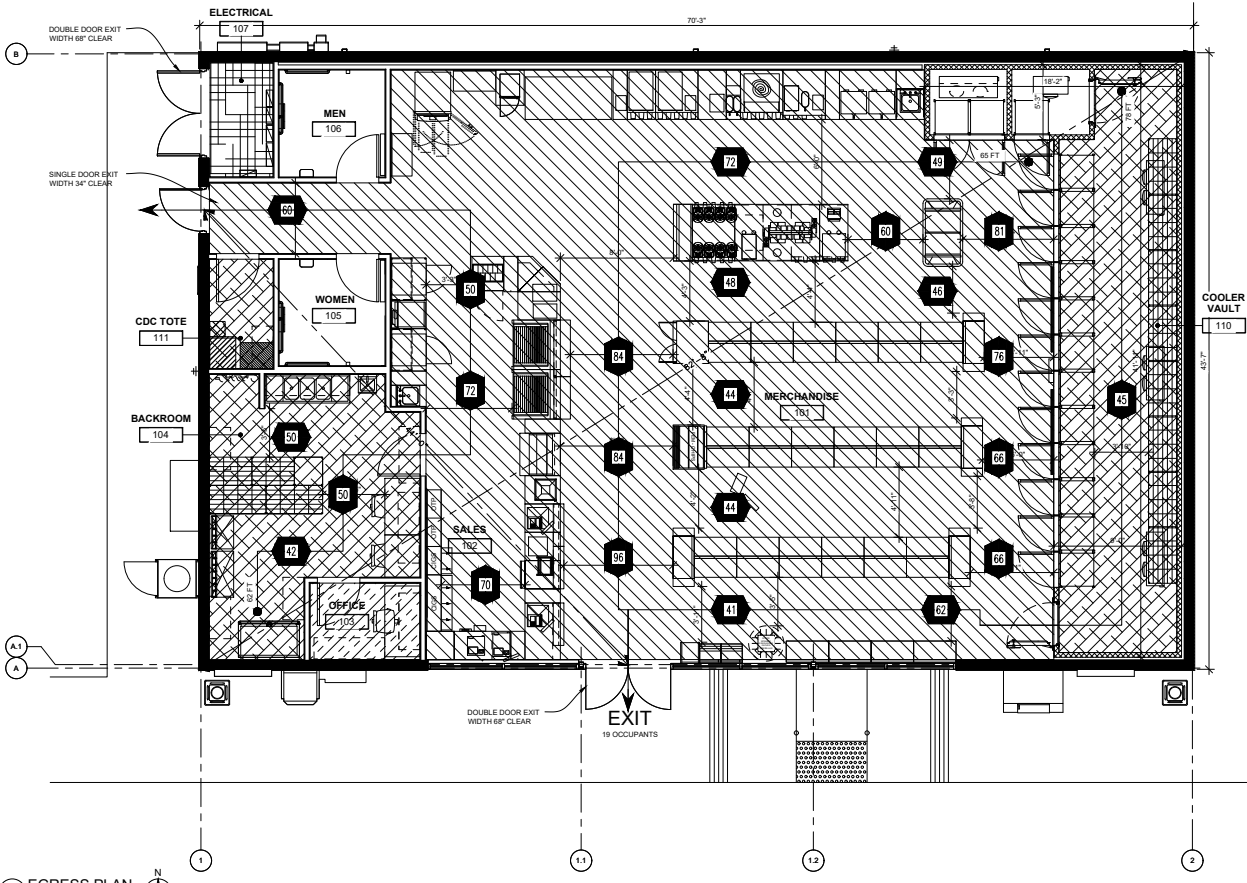 ELECTRICAL
107
DOUBLE DOOR EXIT
WIDTH 68" CLEAR
70'-3"
B
18'-2"
78 FT
MEN
106
65 FT
72
49
SINGLE DOOR EXIT
WIDTH 34" CLEAR
60
60
81
WOMEN
105
50
48
46
COOLER
VAULT
110
CDC TOTE
111
43'-7"
84
76
72
44
MERCHANDISE
101
45
BACKROOM
104
50
84
66
50
4'-11"
44
SALES
102
42
96
66
70
62 FT
OFFICE
103
41
62
A.1
A
DOUBLE DOOR EXIT
WIDTH 68" CLEAR
EXIT
19 OCCUPANTS
1
1.1
1.2
2
N
EGRESS PLAN